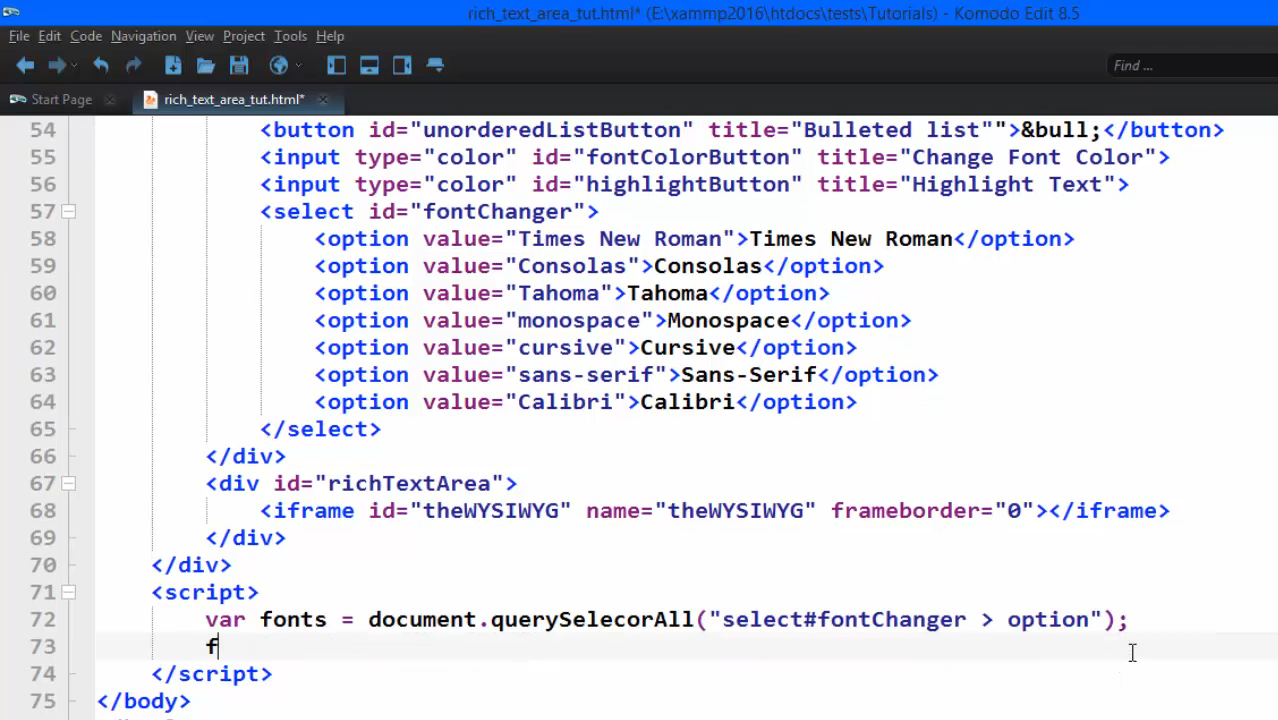 rich_text_area_tut.html* (E:\xammp2016\htdocs\tests\Tutorials) - Komodo Edit 8.5
File Edit Code Navigation View Project Tools Help
Find ...
Start Page rich_text_area_tut.html*
54 <button id="unorderedListButton" title="Bulleted list"">&bull;</button>
55 <input type="color" id="fontColorButton" title="Change Font Color">
56 <input type="color" id="highlightButton" title="Highlight Text">
57 <select id="fontChanger">
58 <option value="Times New Roman">Times New Roman</option>
59 <option value="Consolas">Consolas</option>
60 <option value="Tahoma">Tahoma</option>
61 <option value="monospace">Monospace</option>
62 <option value="cursive">Cursive</option>
63 <option value="sans-serif">Sans-Serif</option>
64 <option value="Calibri">Calibri</option>
65 </select>
66 </div>
67 <div id="richTextArea">
68 <iframe id="theWYSIWYG" name="theWYSIWYG" frameborder="0"></iframe>
69 </div>
70 </div>
71 <script>
72 var fonts = document.querySelecorAll("select#fontChanger > option");
73 f
74 </script>
75 </body>